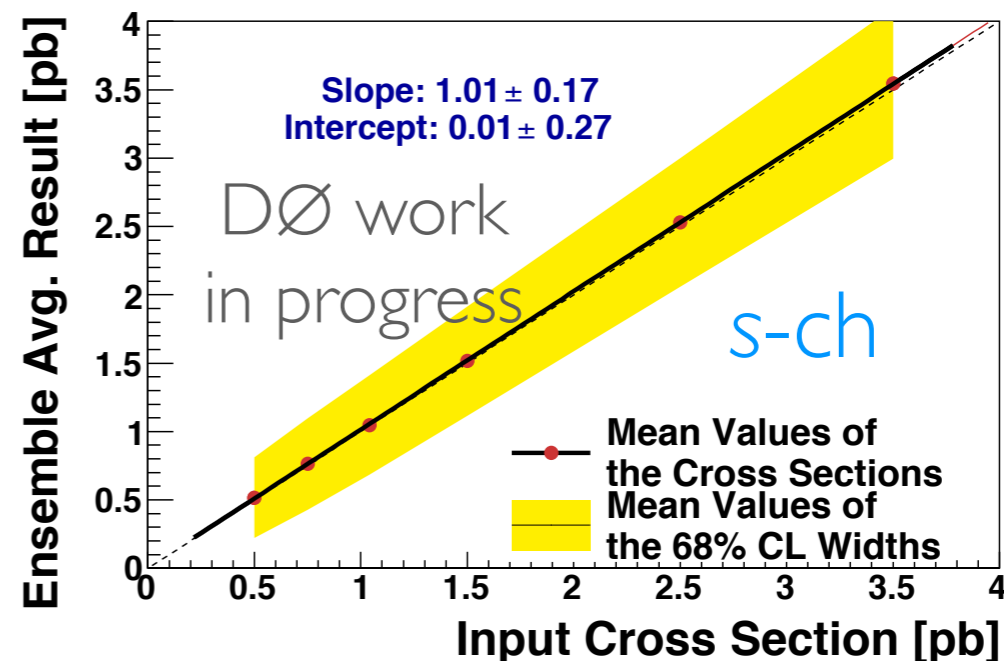 Ensemble Avg. Result [pb]
4
3.5
3
2.5
2
1.5
1
0.5
0
Slope: 1.01 ± 0.17
Intercept: 0.01 ± 0.27
DØ work
in progress
s-ch
Mean Values of
the Cross Sections
Mean Values of
the 68% CL Widths
0 0.5 1 1.5 2 2.5 3 3.5 4
Input Cross Section [pb]